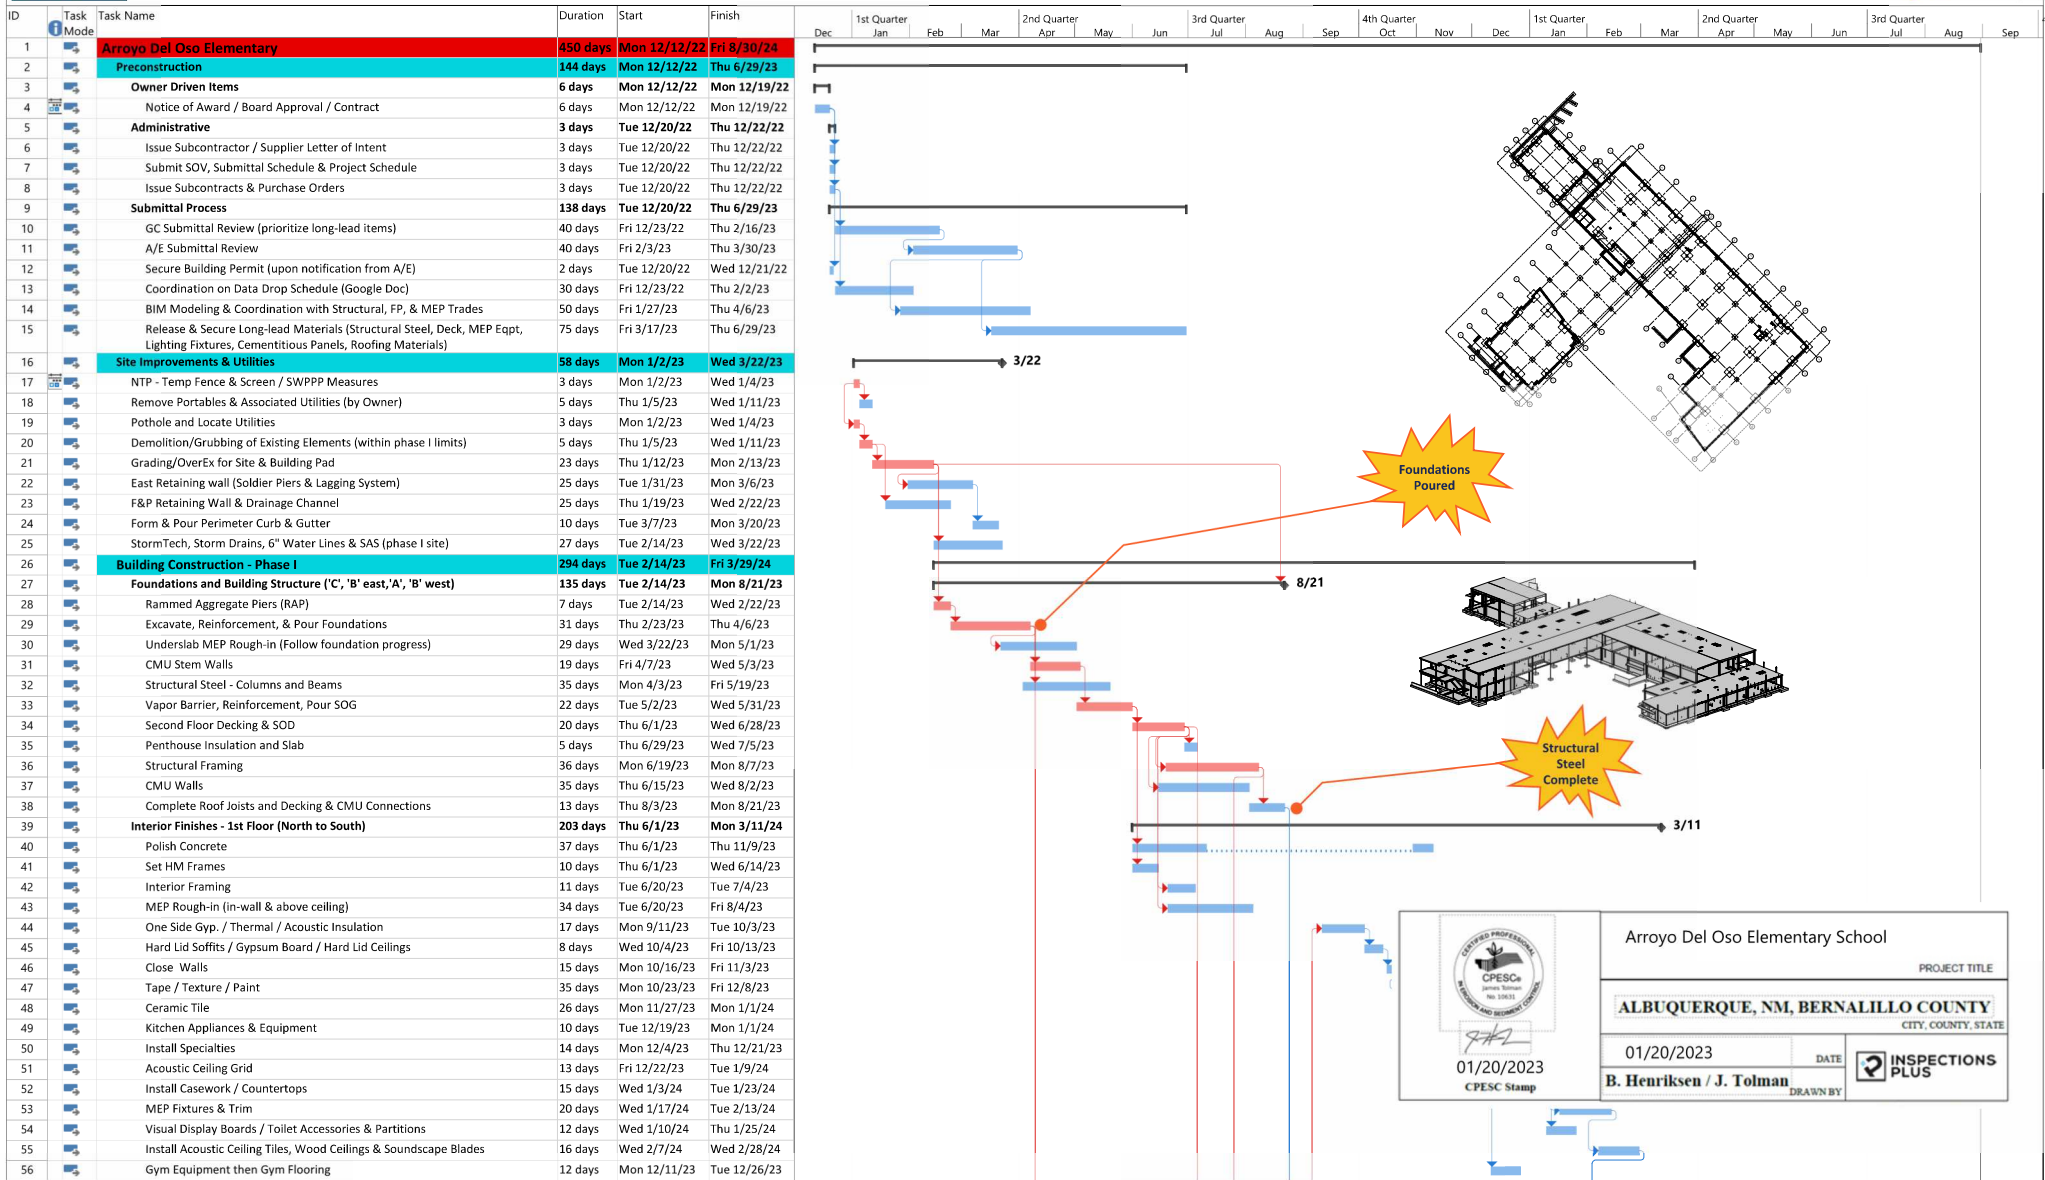 ID Task Mode Task Name Duration Start Finish
1st Quarter 2nd Quarter 3rd Quarter 4th Quarter 1st Quarter 2nd Quarter 3rd Quarter
Dec Jan Feb Mar Apr May Jun Jul Aug Sep Oct Nov Dec Jan Feb Mar Apr May Jun Jul Aug Sep
1 Arroyo Del Oso Elementary 450 days Mon 12/12/22 Fri 8/30/24
2 Preconstruction 144 days Mon 12/12/22 Thu 6/29/23
3 Owner Driven Items 6 days Mon 12/12/22 Mon 12/19/22
4 Notice of Award / Board Approval / Contract 6 days Mon 12/12/22 Mon 12/19/22
5 Administrative 3 days Tue 12/20/22 Thu 12/22/22
6 Issue Subcontractor / Supplier Letter of Intent 3 days Tue 12/20/22 Thu 12/22/22
7 Submit SOV, Submittal Schedule & Project Schedule 3 days Tue 12/20/22 Thu 12/22/22
8 Issue Subcontracts & Purchase Orders 3 days Tue 12/20/22 Thu 12/22/22
9 Submittal Process 138 days Tue 12/20/22 Thu 6/29/23
10 GC Submittal Review (prioritize long-lead items) 40 days Fri 12/23/22 Thu 2/16/23
11 A/E Submittal Review 40 days Fri 2/3/23 Thu 3/30/23
12 Secure Building Permit (upon notification from A/E) 2 days Tue 12/20/22 Wed 12/21/22
13 Coordination on Data Drop Schedule (Google Doc) 30 days Fri 12/23/22 Thu 2/2/23
14 BIM Modeling & Coordination with Structural, FP, & MEP Trades 50 days Fri 1/27/23 Thu 4/6/23
15 Release & Secure Long-lead Materials (Structural Steel, Deck, MEP Eqpt, 75 days Fri 3/17/23 Thu 6/29/23
Lighting Fixtures, Cementitious Panels, Roofing Materials)
16 Site Improvements & Utilities 58 days Mon 1/2/23 Wed 3/22/23 3/22
17 NTP - Temp Fence & Screen / SWPPP Measures 3 days Mon 1/2/23 Wed 1/4/23
18 Remove Portables & Associated Utilities (by Owner) 5 days Thu 1/5/23 Wed 1/11/23
19 Pothole and Locate Utilities 3 days Mon 1/2/23 Wed 1/4/23
20 Demolition/Grubbing of Existing Elements (within phase I limits) 5 days Thu 1/5/23 Wed 1/11/23
21 Grading/OverEx for Site & Building Pad 23 days Thu 1/12/23 Mon 2/13/23
Foundations
Poured
22 East Retaining wall (Soldier Piers & Lagging System) 25 days Tue 1/31/23 Mon 3/6/23
23 F&P Retaining Wall & Drainage Channel 25 days Thu 1/19/23 Wed 2/22/23
24 Form & Pour Perimeter Curb & Gutter 10 days Tue 3/7/23 Mon 3/20/23
25 StormTech, Storm Drains, 6" Water Lines & SAS (phase I site) 27 days Tue 2/14/23 Wed 3/22/23
26 Building Construction - Phase I 294 days Tue 2/14/23 Fri 3/29/24
27 Foundations and Building Structure ('C', 'B' east,'A', 'B' west) 135 days Tue 2/14/23 Mon 8/21/23 8/21
28 Rammed Aggregate Piers (RAP) 7 days Tue 2/14/23 Wed 2/22/23
29 Excavate, Reinforcement, & Pour Foundations 31 days Thu 2/23/23 Thu 4/6/23
30 Underslab MEP Rough-in (Follow foundation progress) 29 days Wed 3/22/23 Mon 5/1/23
31 CMU Stem Walls 19 days Fri 4/7/23 Wed 5/3/23
32 Structural Steel - Columns and Beams 35 days Mon 4/3/23 Fri 5/19/23
33 Vapor Barrier, Reinforcement, Pour SOG 22 days Tue 5/2/23 Wed 5/31/23
34 Second Floor Decking & SOD 20 days Thu 6/1/23 Wed 6/28/23
35 Penthouse Insulation and Slab 5 days Thu 6/29/23 Wed 7/5/23
Structural
Steel
Complete
36 Structural Framing 36 days Mon 6/19/23 Mon 8/7/23
37 CMU Walls 35 days Thu 6/15/23 Wed 8/2/23
38 Complete Roof Joists and Decking & CMU Connections 13 days Thu 8/3/23 Mon 8/21/23
39 Interior Finishes - 1st Floor (North to South) 203 days Thu 6/1/23 Mon 3/11/24 3/11
40 Polish Concrete 37 days Thu 6/1/23 Thu 11/9/23
41 Set HM Frames 10 days Thu 6/1/23 Wed 6/14/23
42 Interior Framing 11 days Tue 6/20/23 Tue 7/4/23
43 MEP Rough-in (in-wall & above ceiling) 34 days Tue 6/20/23 Fri 8/4/23
44 One Side Gyp. / Thermal / Acoustic Insulation 17 days Mon 9/11/23 Tue 10/3/23
45 Hard Lid Soffits / Gypsum Board / Hard Lid Ceilings 8 days Wed 10/4/23 Fri 10/13/23
46 Close Walls 15 days Mon 10/16/23 Fri 11/3/23
47 Tape / Texture / Paint 35 days Mon 10/23/23 Fri 12/8/23
48 Ceramic Tile 26 days Mon 11/27/23 Mon 1/1/24
49 Kitchen Appliances & Equipment 10 days Tue 12/19/23 Mon 1/1/24
50 Install Specialties 14 days Mon 12/4/23 Thu 12/21/23
51 Acoustic Ceiling Grid 13 days Fri 12/22/23 Tue 1/9/24
52 Install Casework / Countertops 15 days Wed 1/3/24 Tue 1/23/24
53 MEP Fixtures & Trim 20 days Wed 1/17/24 Tue 2/13/24
54 Visual Display Boards / Toilet Accessories & Partitions 12 days Wed 1/10/24 Thu 1/25/24
55 Install Acoustic Ceiling Tiles, Wood Ceilings & Soundscape Blades 16 days Wed 2/7/24 Wed 2/28/24
56 Gym Equipment then Gym Flooring 12 days Mon 12/11/23 Tue 12/26/23
CERTIFIED PROFESSIONAL
CPESC
James Tolman
No. 10631
IN EROSION AND SEDIMENT CONTROL
01/20/2023
CPESC Stamp
Arroyo Del Oso Elementary School
PROJECT TITLE
ALBUQUERQUE, NM, BERNALILLO COUNTY
CITY, COUNTY, STATE
01/20/2023
DATE
B. Henriksen / J. Tolman
DRAWN BY
INSPECTIONS
PLUS